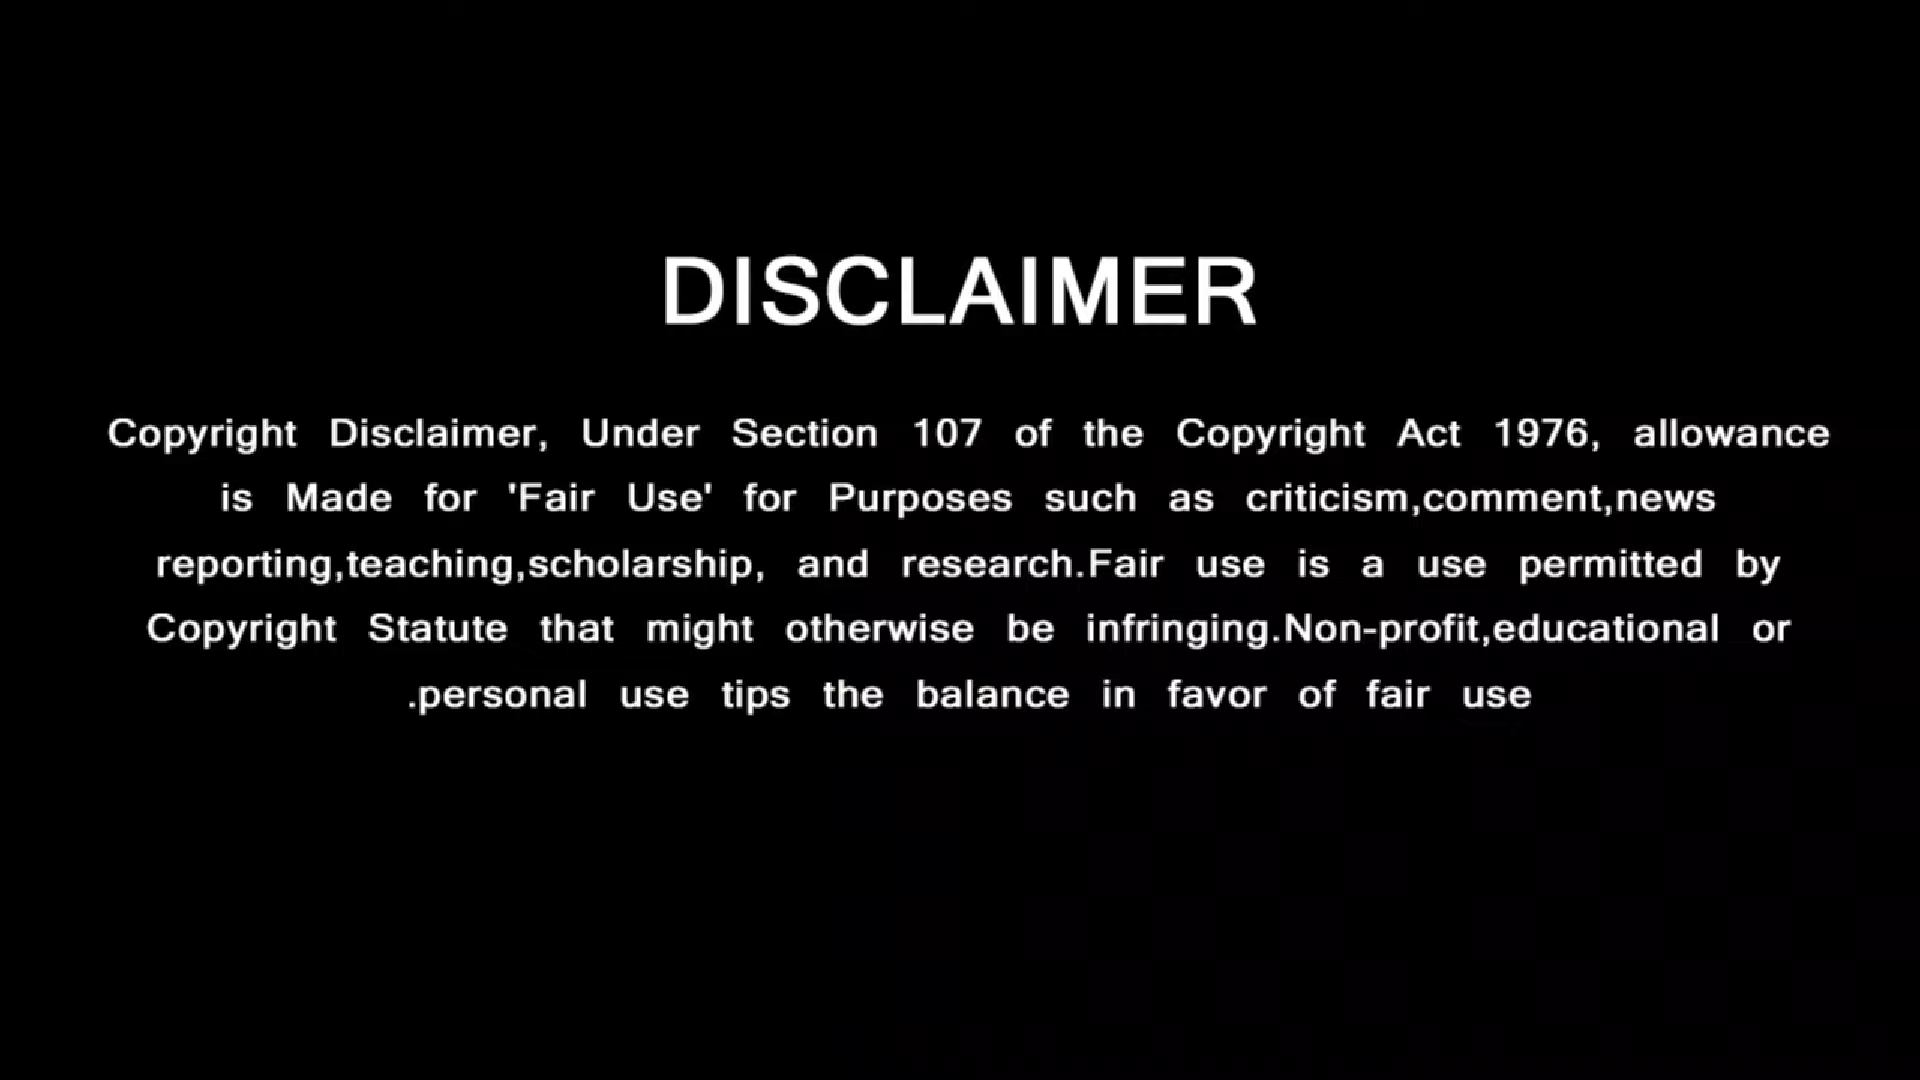 DISCLAIMER
Copyright Disclaimer, Under Section 107 of the Copyright Act 1976, allowance
is Made for 'Fair Use' for Purposes such as criticism,comment,news
reporting,teaching,scholarship, and research.Fair use is a use permitted by
Copyright Statute that might otherwise be infringing.Non-profit,educational or
.personal use tips the balance in favor of fair use